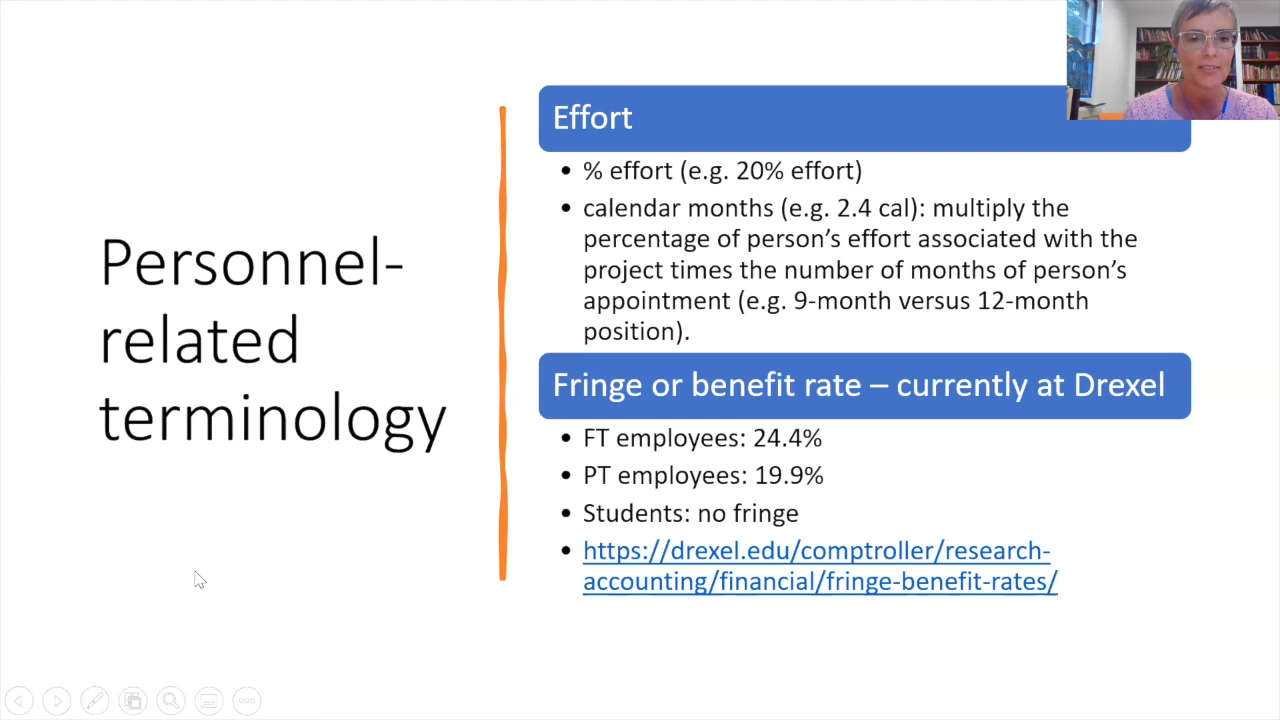 Personnel-
related
terminology
Effort
• % effort (e.g. 20% effort)
• calendar months (e.g. 2.4 cal): multiply the
percentage of person’s effort associated with the
project times the number of months of person’s
appointment (e.g. 9-month versus 12-month
position).
Fringe or benefit rate – currently at Drexel
• FT employees: 24.4%
• PT employees: 19.9%
• Students: no fringe
• https://drexel.edu/comptroller/research-
accounting/financial/fringe-benefit-rates/